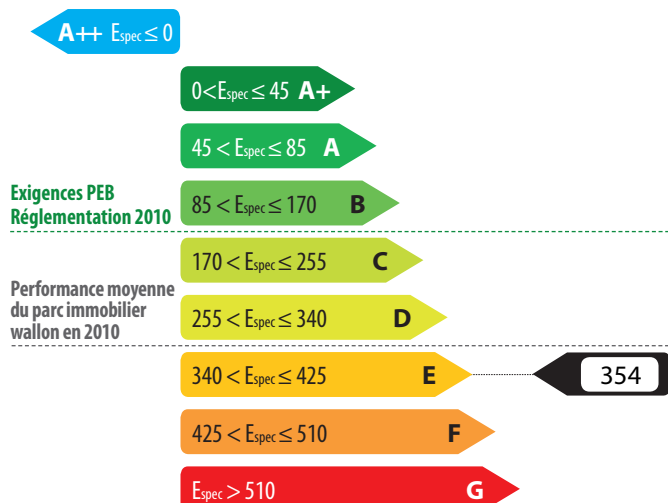 A++ Espec ≤ 0
0<Espec ≤ 45 A+
45 < Espec ≤ 85 A
Exigences PEB
Réglementation 2010
85 < Espec ≤ 170 B
170 < Espec ≤ 255 C
Performance moyenne
du parc immobilier
wallon en 2010
255 < Espec ≤ 340 D
340 < Espec ≤ 425 E 354
425 < Espec ≤ 510 F
Espec > 510 G